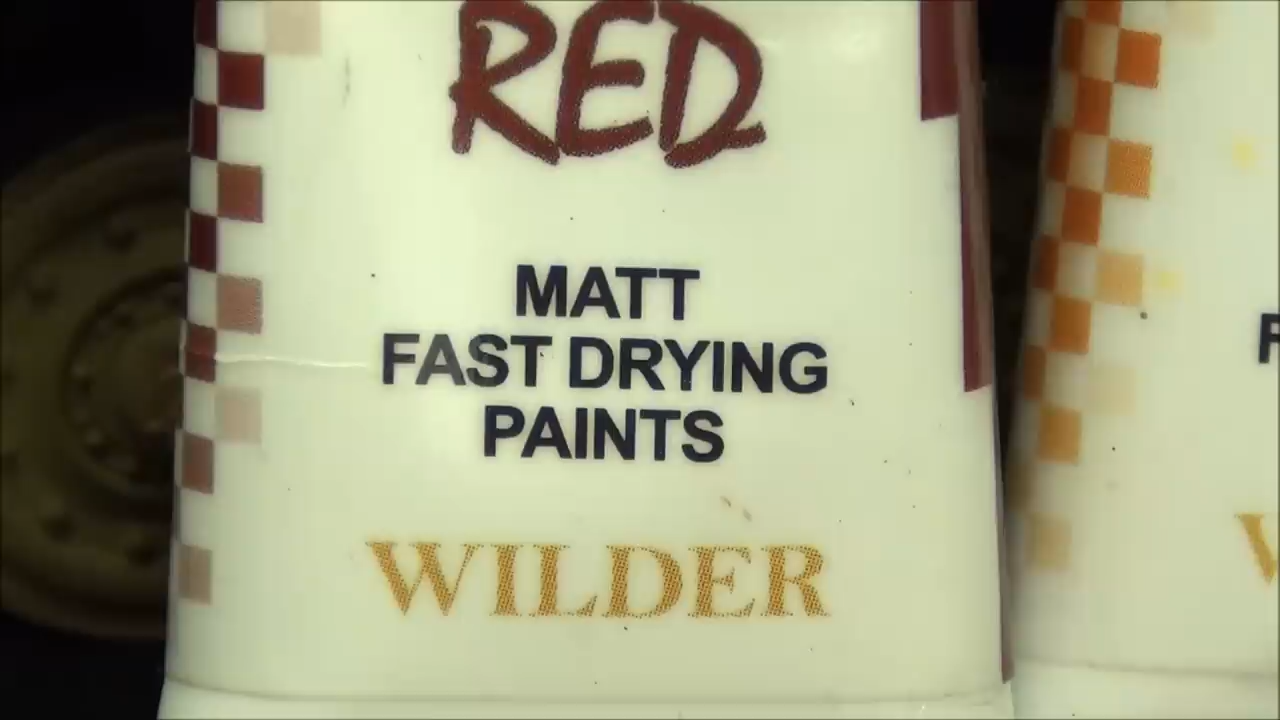 RED
MATT
FAST DRYING
PAINTS
WILDER